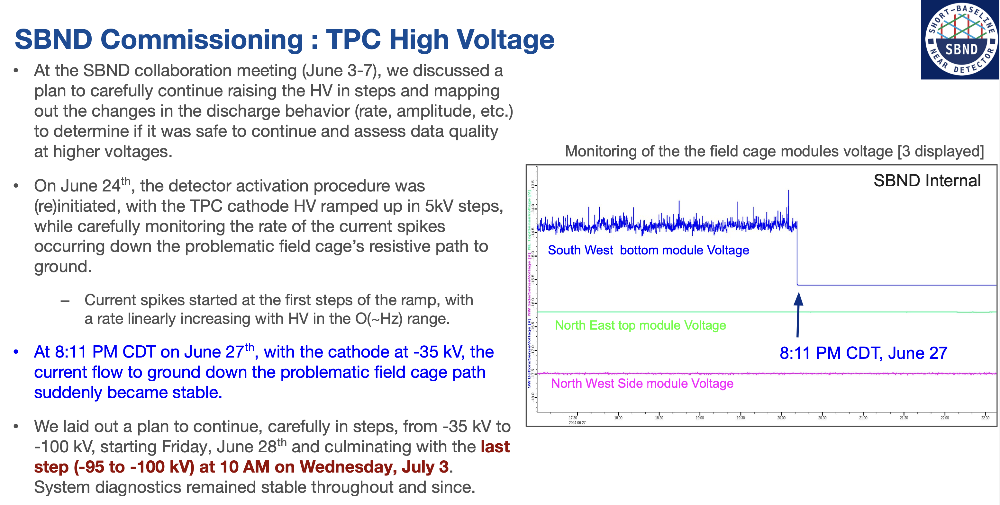 SBND Commissioning : TPC High Voltage
SHORT-BASELINE
SBND
NEAR DETECTOR
• At the SBND collaboration meeting (June 3-7), we discussed a
plan to carefully continue raising the HV in steps and mapping
out the changes in the discharge behavior (rate, amplitude, etc.)
to determine if it was safe to continue and assess data quality
at higher voltages.
• On June 24th, the detector activation procedure was
(re)initiated, with the TPC cathode HV ramped up in 5kV steps,
while carefully monitoring the rate of the current spikes
occurring down the problematic field cage’s resistive path to
ground.
– Current spikes started at the first steps of the ramp, with
a rate linearly increasing with HV in the O(~Hz) range.
• At 8:11 PM CDT on June 27th, with the cathode at -35 kV, the
current flow to ground down the problematic field cage path
suddenly became stable.
• We laid out a plan to continue, carefully in steps, from -35 kV to
-100 kV, starting Friday, June 28th and culminating with the last
step (-95 to -100 kV) at 10 AM on Wednesday, July 3.
System diagnostics remained stable throughout and since.
Monitoring of the the field cage modules voltage [3 displayed]
SBND Internal
SW Bottom/SenseVoltage [V] NW Side/SenseVoltage [V] NE Top/SenseVoltage [V]
-13.5
-14.0
-14.5
-15.0
-15.5
-16.0
-16.5
-17.0
-17.5
-18.0
South West bottom module Voltage
North East top module Voltage
8:11 PM CDT, June 27
North West Side module Voltage
17:30 18:00 18:30 19:00 19:30 20:00 20:30 21:00 21:30 22:00 22:30
2024-06-27